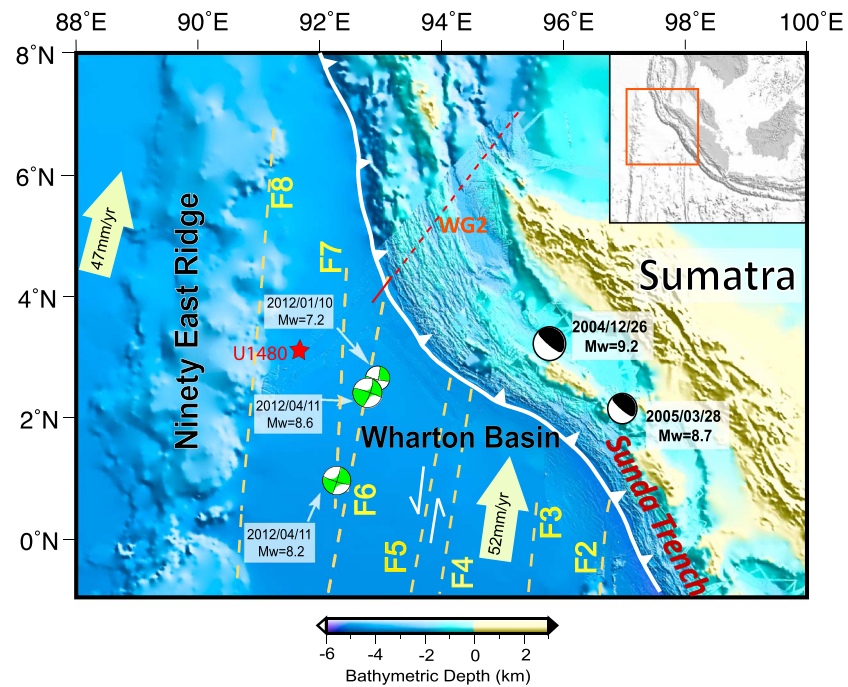 88°E 90°E 92°E 94°E 96°E 98°E 100°E
8°N
6°N
4°N
2°N
0°N
47mm/yr
Ninety East Ridge
F8
F7
WG2
Sumatra
2012/01/10
Mw=7.2
U1480
2004/12/26
Mw=9.2
2012/04/11
Mw=8.6
2005/03/28
Mw=8.7
Wharton Basin
Sunda Trench
F6
52mm/yr
F3
2012/04/11
Mw=8.2
F5
F4
F2
-6 -4 -2 0 2
Bathymetric Depth (km)